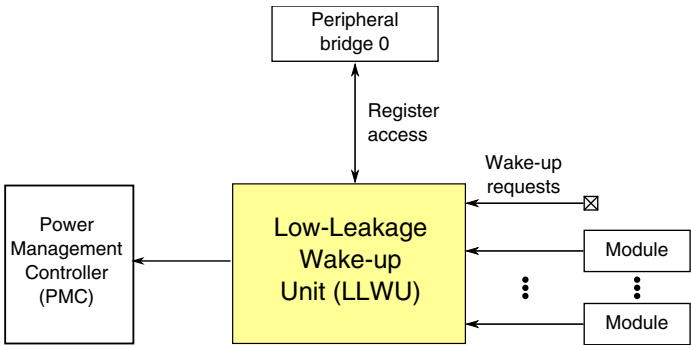 Peripheral
bridge 0
Register
access
Wake-up
requests
Power
Management
Controller
(PMC)
Low-Leakage
Wake-up
Unit (LLWU)
Module
Module